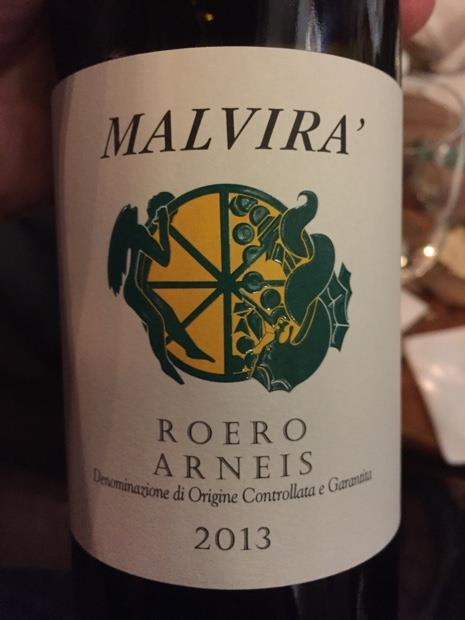 MALVIRA'
ROERO
ARNEIS
Denominazione di Origine Controllata e Garantita
2013